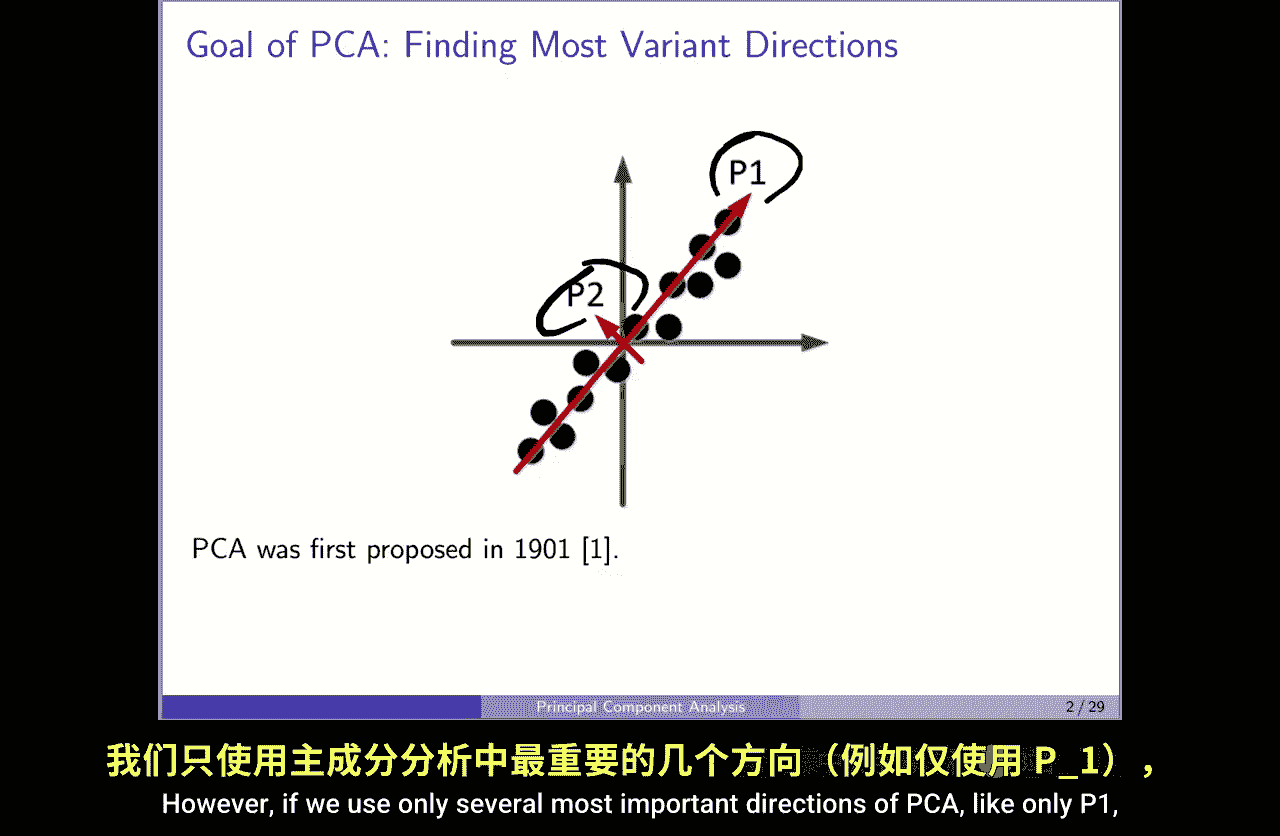 Goal of PCA: Finding Most Variant Directions
P1
P2
PCA was first proposed in 1901 [1].
Principal Component Analysis
2 / 29
我们只使用主成分分析中最重要的几个方向（例如仅使用 P_1），
However, if we use only several most important directions of PCA, like only P1,